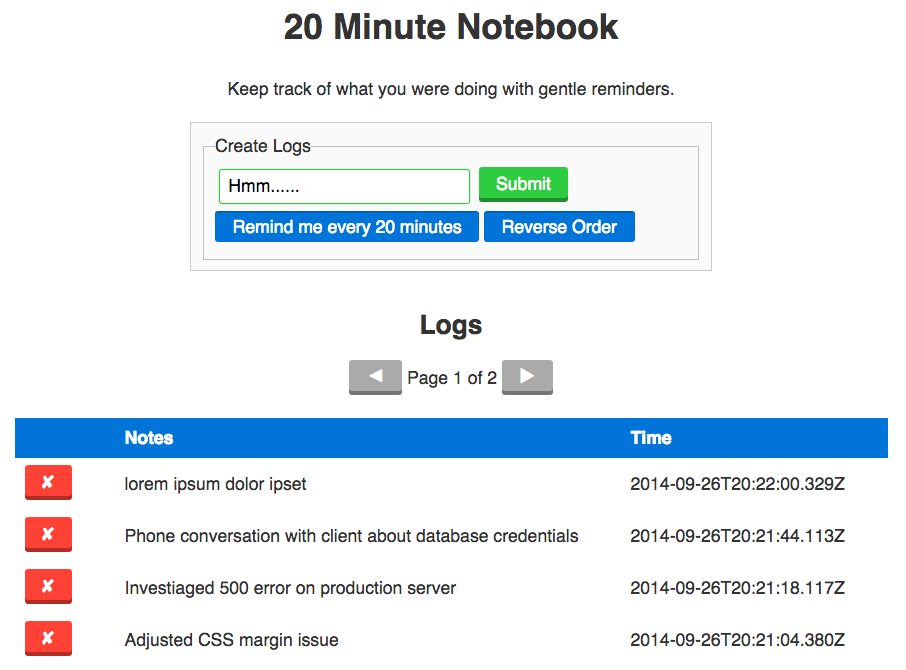 20 Minute Notebook
Keep track of what you were doing with gentle reminders.
Create Logs
Hmm......
Submit
Remind me every 20 minutes
Reverse Order
Logs
◀ Page 1 of 2 ▶
Notes Time
✘ lorem ipsum dolor ipset 2014-09-26T20:22:00.329Z
✘ Phone conversation with client about database credentials 2014-09-26T20:21:44.113Z
✘ Investiaged 500 error on production server 2014-09-26T20:21:18.117Z
✘ Adjusted CSS margin issue 2014-09-26T20:21:04.380Z